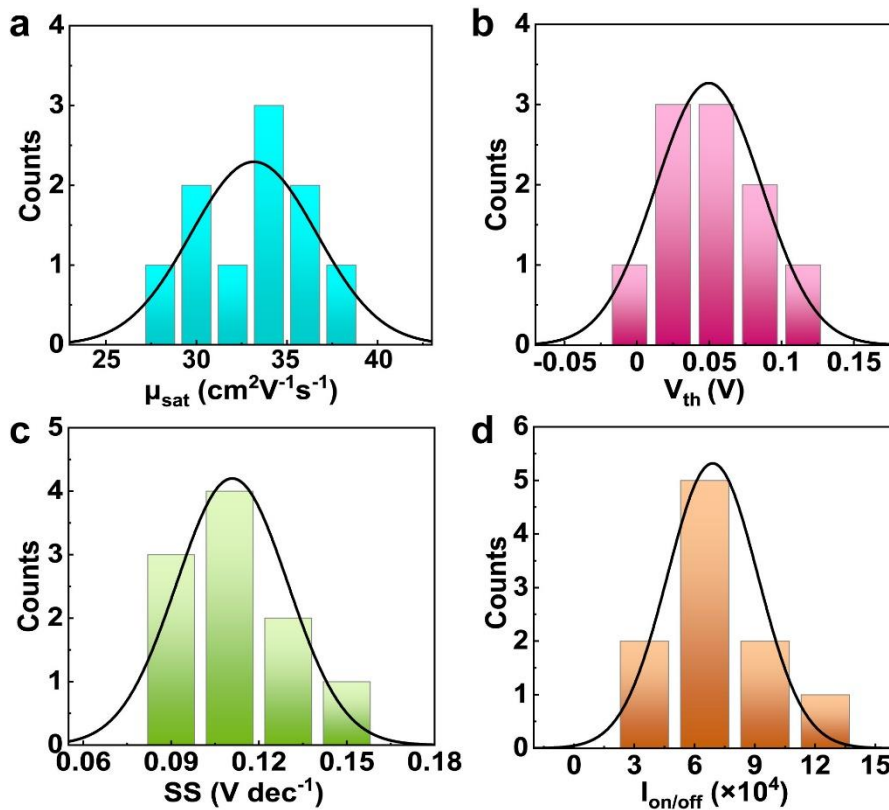 a
4
3
2
1
0
Counts
25 30 35 40
μsat (cm²V⁻¹s⁻¹)
b
4
3
2
1
0
Counts
-0.05 0 0.05 0.1 0.15
Vth (V)
c
5
4
3
2
1
0
Counts
0.06 0.09 0.12 0.15 0.18
SS (V dec⁻¹)
d
6
5
4
3
2
1
0
Counts
0 3 6 9 12 15
Ion/off (×10⁴)